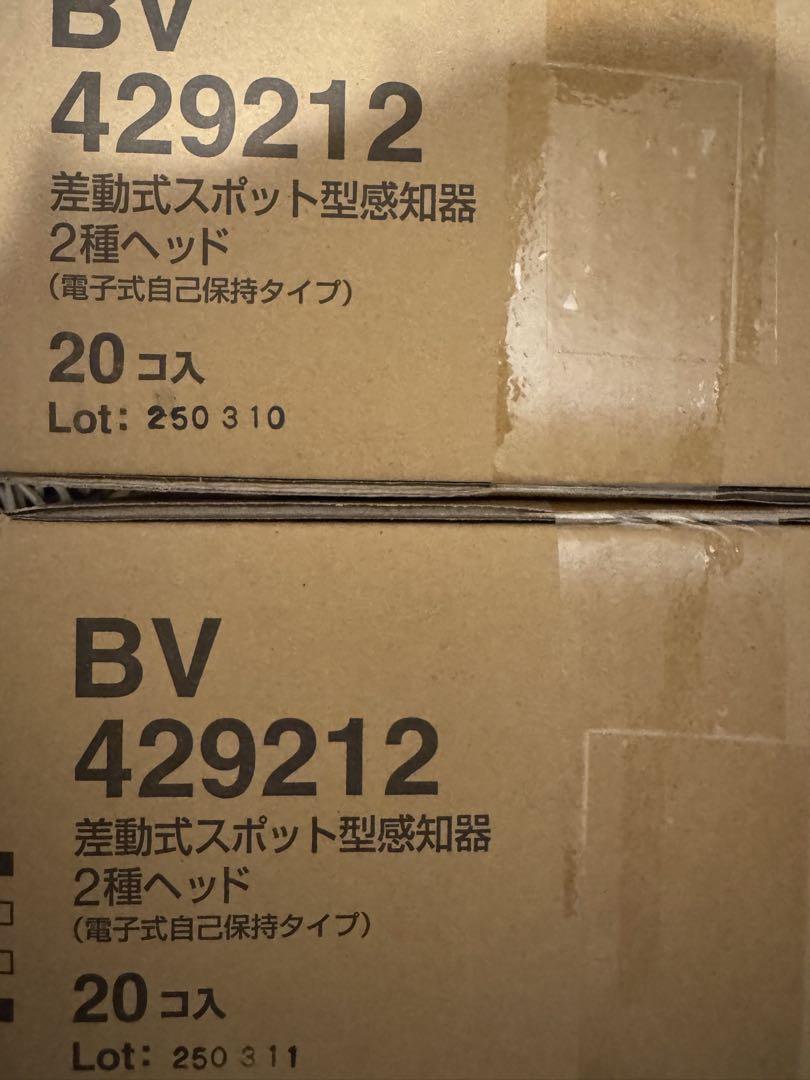 BV
429212
差動式スポット型感知器
2種ヘッド
(電子式自己保持タイプ)
20コ入
Lot: 250310
BV
429212
差動式スポット型感知器
2種ヘッド
(電子式自己保持タイプ)
20コ入
Lot: 250311